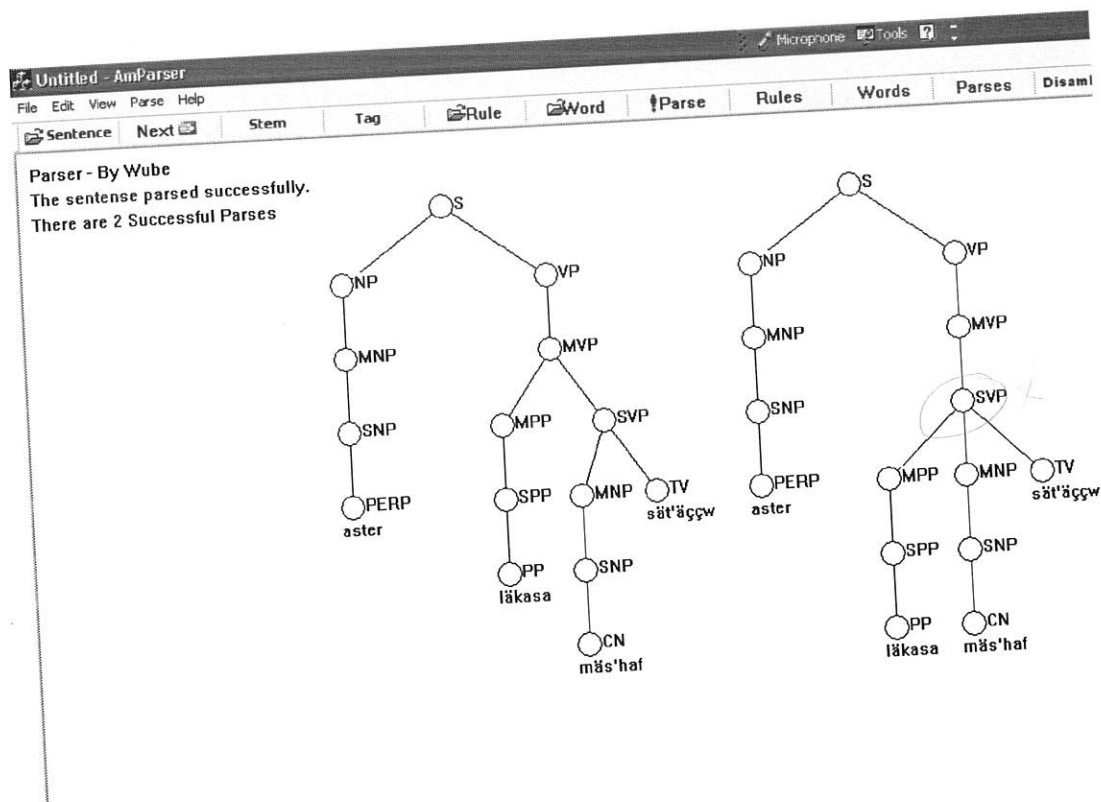 Microphone Tools
Untitled - AmParser
File Edit View Parse Help
Sentence Next Stem Tag Rule Word !Parse Rules Words Parses Disaml
Parser - By Wube
The sentense parsed successfully.
There are 2 Successful Parses
S
NP VP
MNP MVP
SNP MPP SVP
PERP SPP MNP TV
aster sät'äççw
PP SNP
läkasa
CN
mäs'haf
S
NP VP
MNP MVP
SNP SVP
PERP MPP MNP TV
aster sät'äççw
SPP SNP
PP CN
läkasa mäs'haf